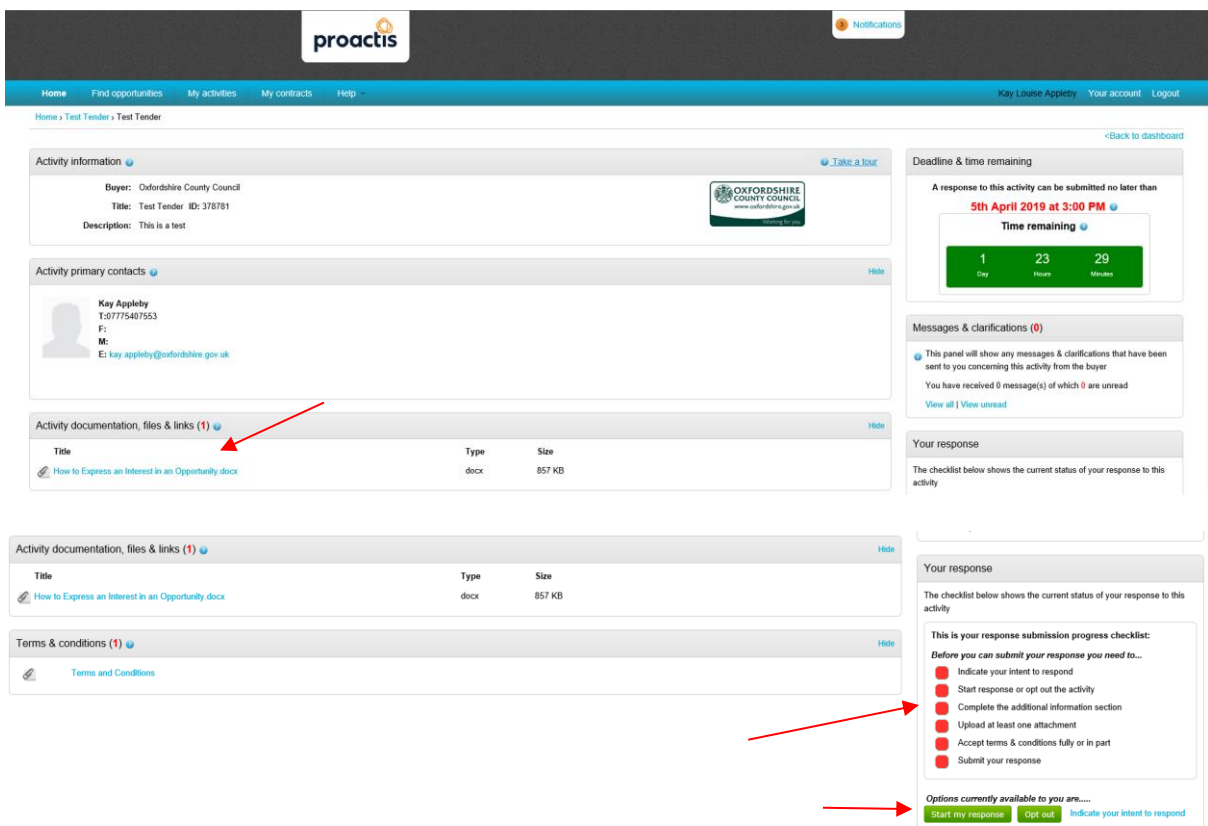 proactis
3 Notifications
Home Find opportunities My activities My contracts Help
Kay Louise Appleby Your account Logout
Home › Test Tender › Test Tender
<Back to dashboard
Activity information
Take a tour
Buyer: Oxfordshire County Council
Title: Test Tender ID: 378781
Description: This is a test
OXFORDSHIRE
COUNTY COUNCIL
www.oxfordshire.gov.uk
Working for you
Activity primary contacts
Hide
Kay Appleby
T:07775407553
F:
M:
E: kay.appleby@oxfordshire.gov.uk
Activity documentation, files & links (1)
Hide
Title Type Size
How to Express an Interest in an Opportunity.docx docx 857 KB
Deadline & time remaining
A response to this activity can be submitted no later than
5th April 2019 at 3:00 PM
Time remaining
1 23 29
Day Hours Minutes
Messages & clarifications (0)
This panel will show any messages & clarifications that have been
sent to you concerning this activity from the buyer
You have received 0 message(s) of which 0 are unread
View all | View unread
Your response
The checklist below shows the current status of your response to this
activity
Activity documentation, files & links (1)
Hide
Title Type Size
How to Express an Interest in an Opportunity.docx docx 857 KB
Terms & conditions (1)
Hide
Terms and Conditions
Your response
The checklist below shows the current status of your response to this
activity
This is your response submission progress checklist:
Before you can submit your response you need to...
Indicate your intent to respond
Start response or opt out the activity
Complete the additional information section
Upload at least one attachment
Accept terms & conditions fully or in part
Submit your response
Options currently available to you are.....
Start my response Opt out Indicate your intent to respond